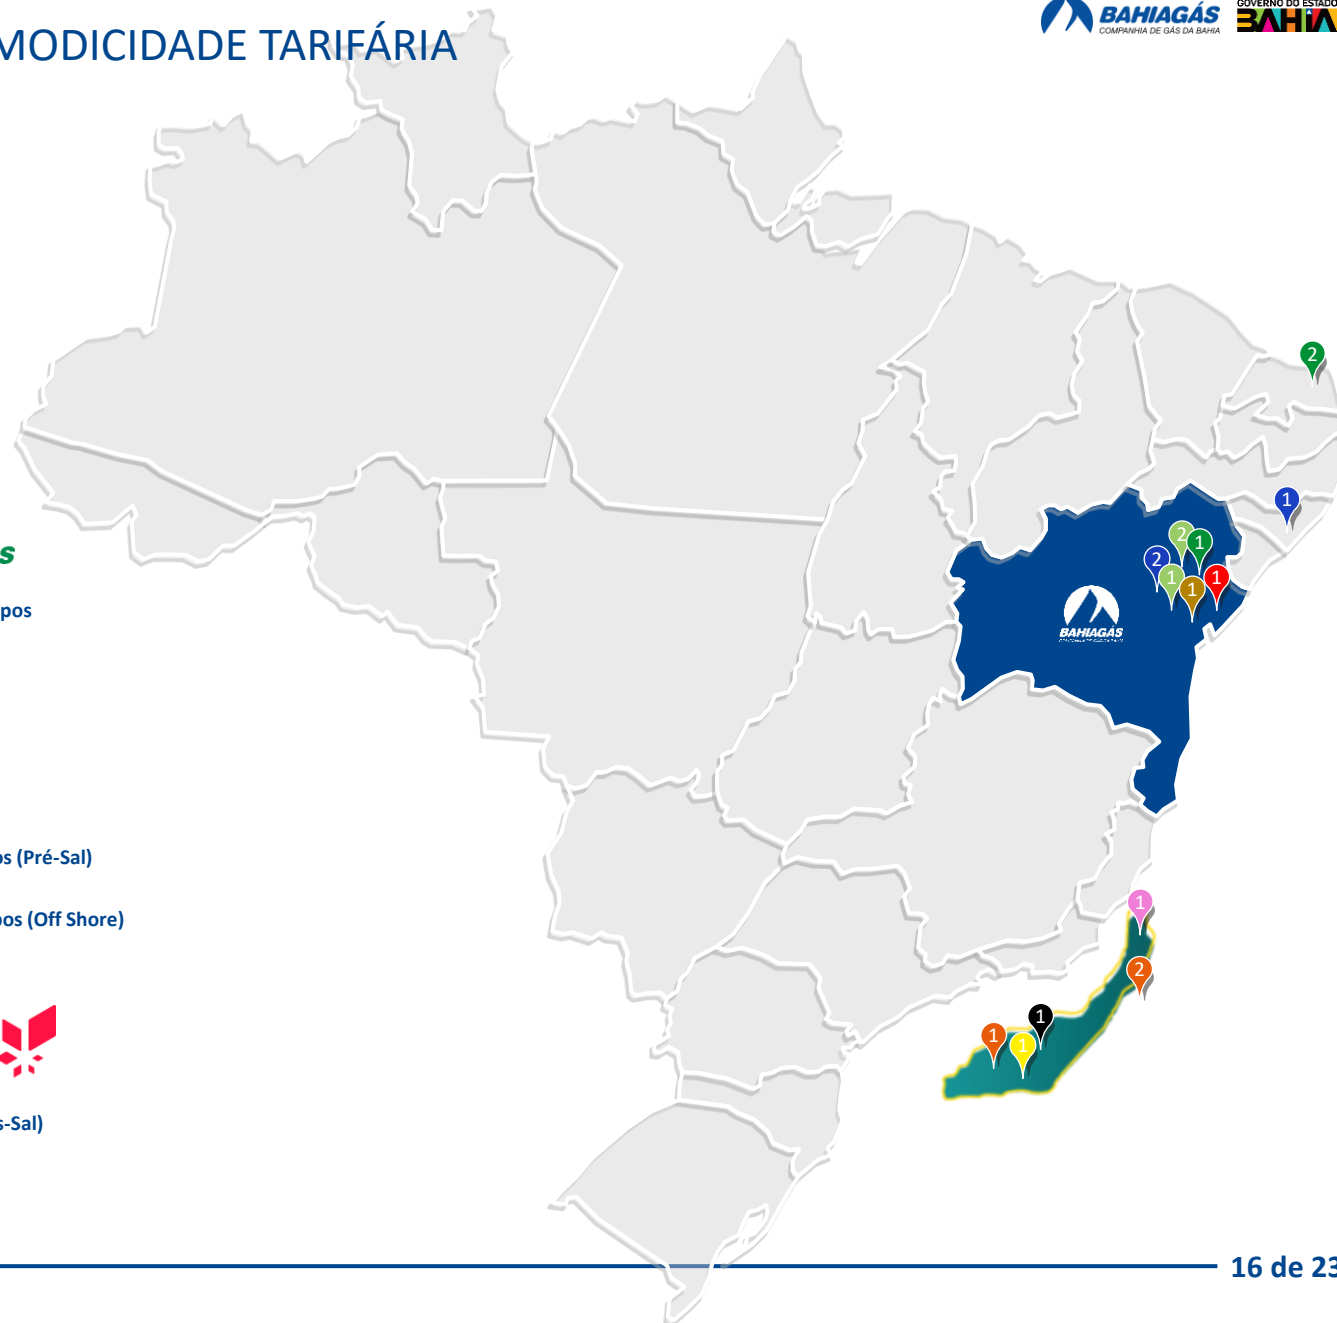 MODICIDADE TARIFÁRIA
BAHIAGÁS
COMPANHIA DE GÁS DA BAHIA
GOVERNO DO ESTADO
BAHIA
2
1
2
1
2
1
1
1
BAHIAGÁS
s
pos
os (Pré-Sal)
pos (Off Shore)
1
2
1
1
1
s-Sal)
16 de 23